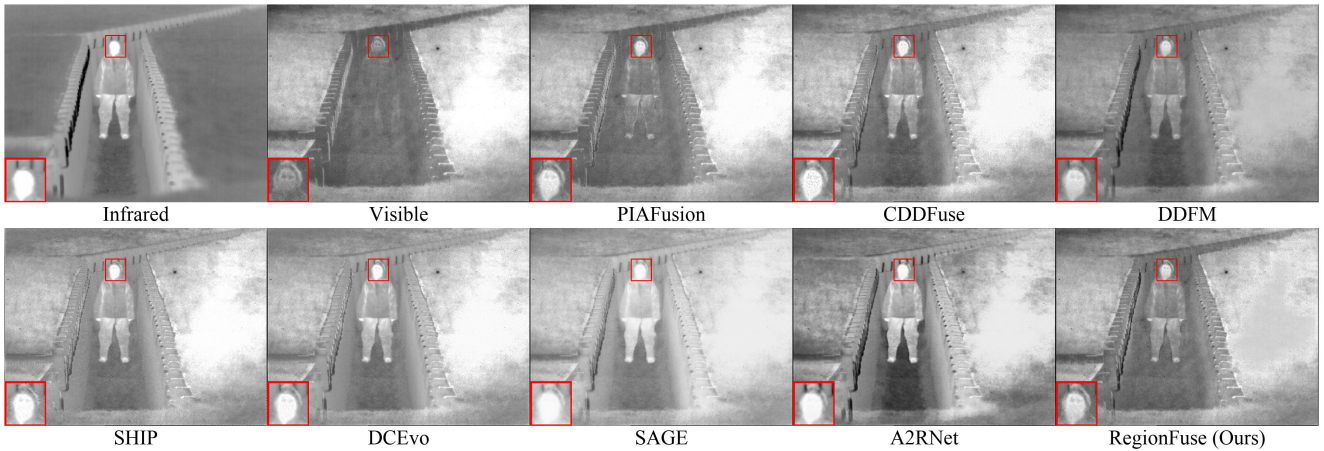 Infrared
Visible
PIAFusion
CDDFuse
DDFM
SHIP
DCEvo
SAGE
A2RNet
RegionFuse (Ours)